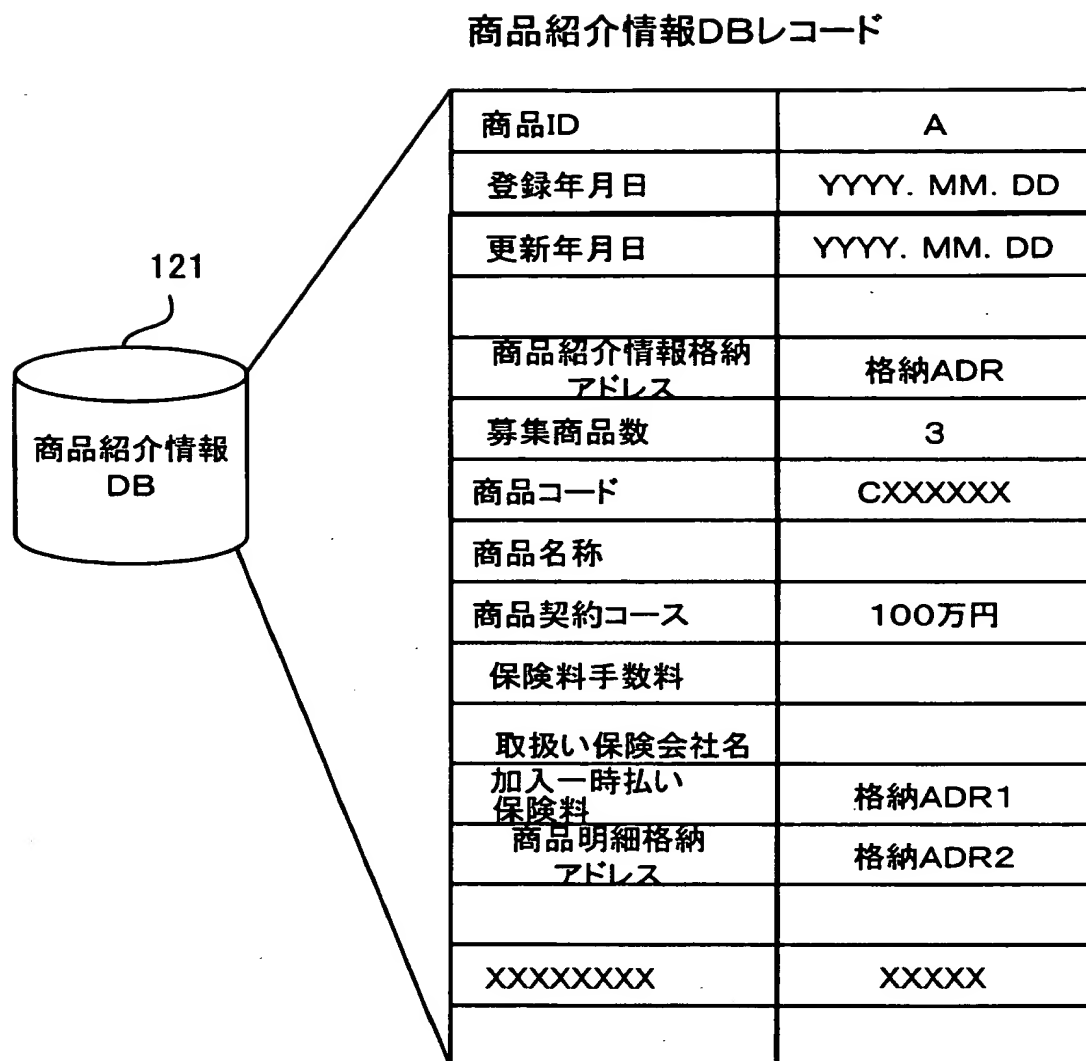 商品紹介情報DBレコード
商品ID A
登録年月日 YYYY. MM. DD
更新年月日 YYYY. MM. DD
商品紹介情報格納
アドレス 格納ADR
募集商品数 3
商品コード CXXXXXX
商品名称
商品契約コース 100万円
保険料手数料
取扱い保険会社名
加入一時払い
保険料 格納ADR1
商品明細格納
アドレス 格納ADR2
XXXXXXXX XXXXX
121
商品紹介情報
DB